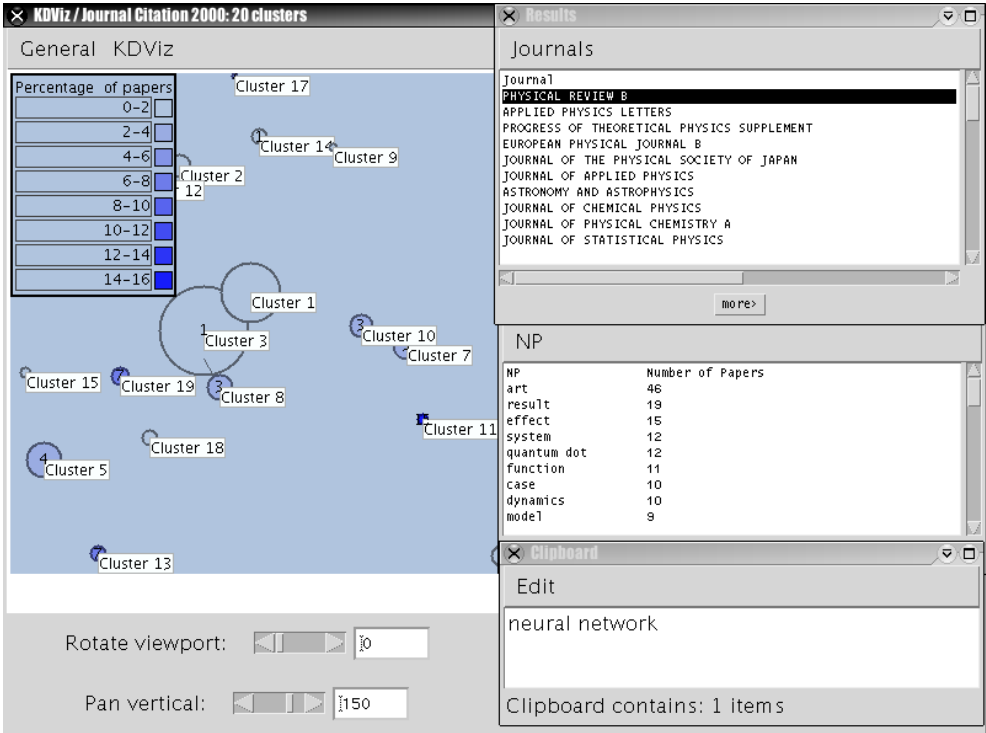 KDViz / Journal Citation 2000: 20 clusters
General KDViz
Percentage of papers
0-2
2-4
4-6
6-8
8-10
10-12
12-14
14-16
Cluster 17
1
Cluster 14
Cluster 9
Cluster 2
12
Cluster 1
1
Cluster 3
3
Cluster 10
Cluster 7
Cluster 15
7
Cluster 19
3
Cluster 8
Cluster 11
Cluster 18
4
Cluster 5
7
Cluster 13
Rotate viewport:
0
Pan vertical:
150
Results
Journals
Journal
PHYSICAL REVIEW B
APPLIED PHYSICS LETTERS
PROGRESS OF THEORETICAL PHYSICS SUPPLEMENT
EUROPEAN PHYSICAL JOURNAL B
JOURNAL OF THE PHYSICAL SOCIETY OF JAPAN
JOURNAL OF APPLIED PHYSICS
ASTRONOMY AND ASTROPHYSICS
JOURNAL OF CHEMICAL PHYSICS
JOURNAL OF PHYSICAL CHEMISTRY A
JOURNAL OF STATISTICAL PHYSICS
more>
NP
NP Number of Papers
art 46
result 19
effect 15
system 12
quantum dot 12
function 11
case 10
dynamics 10
model 9
Clipboard
Edit
neural network
Clipboard contains: 1 items